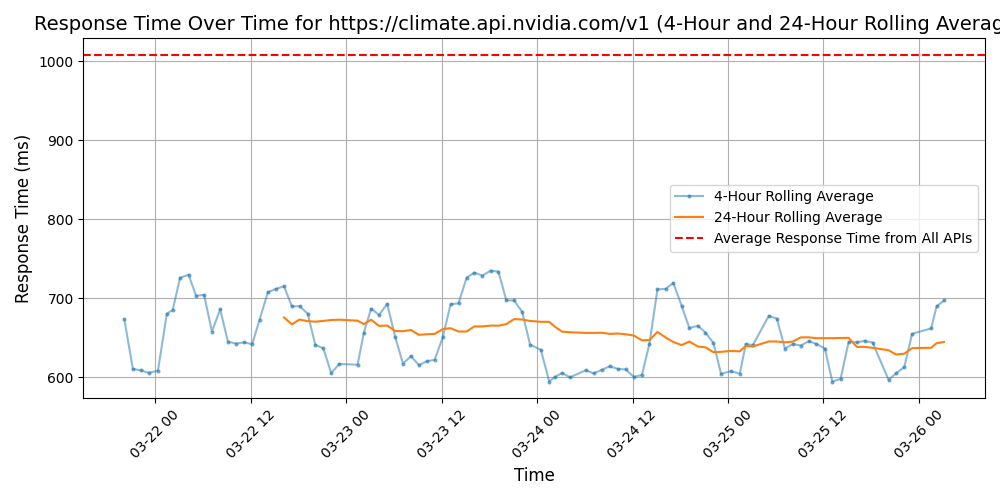 Response Time Over Time for https://climate.api.nvidia.com/v1 (4-Hour and 24-Hour Rolling Averag
Response Time (ms)
1000
900
800
700
600
4-Hour Rolling Average
24-Hour Rolling Average
Average Response Time from All APIs
03-22 00
03-22 12
03-23 00
03-23 12
03-24 00
03-24 12
03-25 00
03-25 12
03-26 00
Time